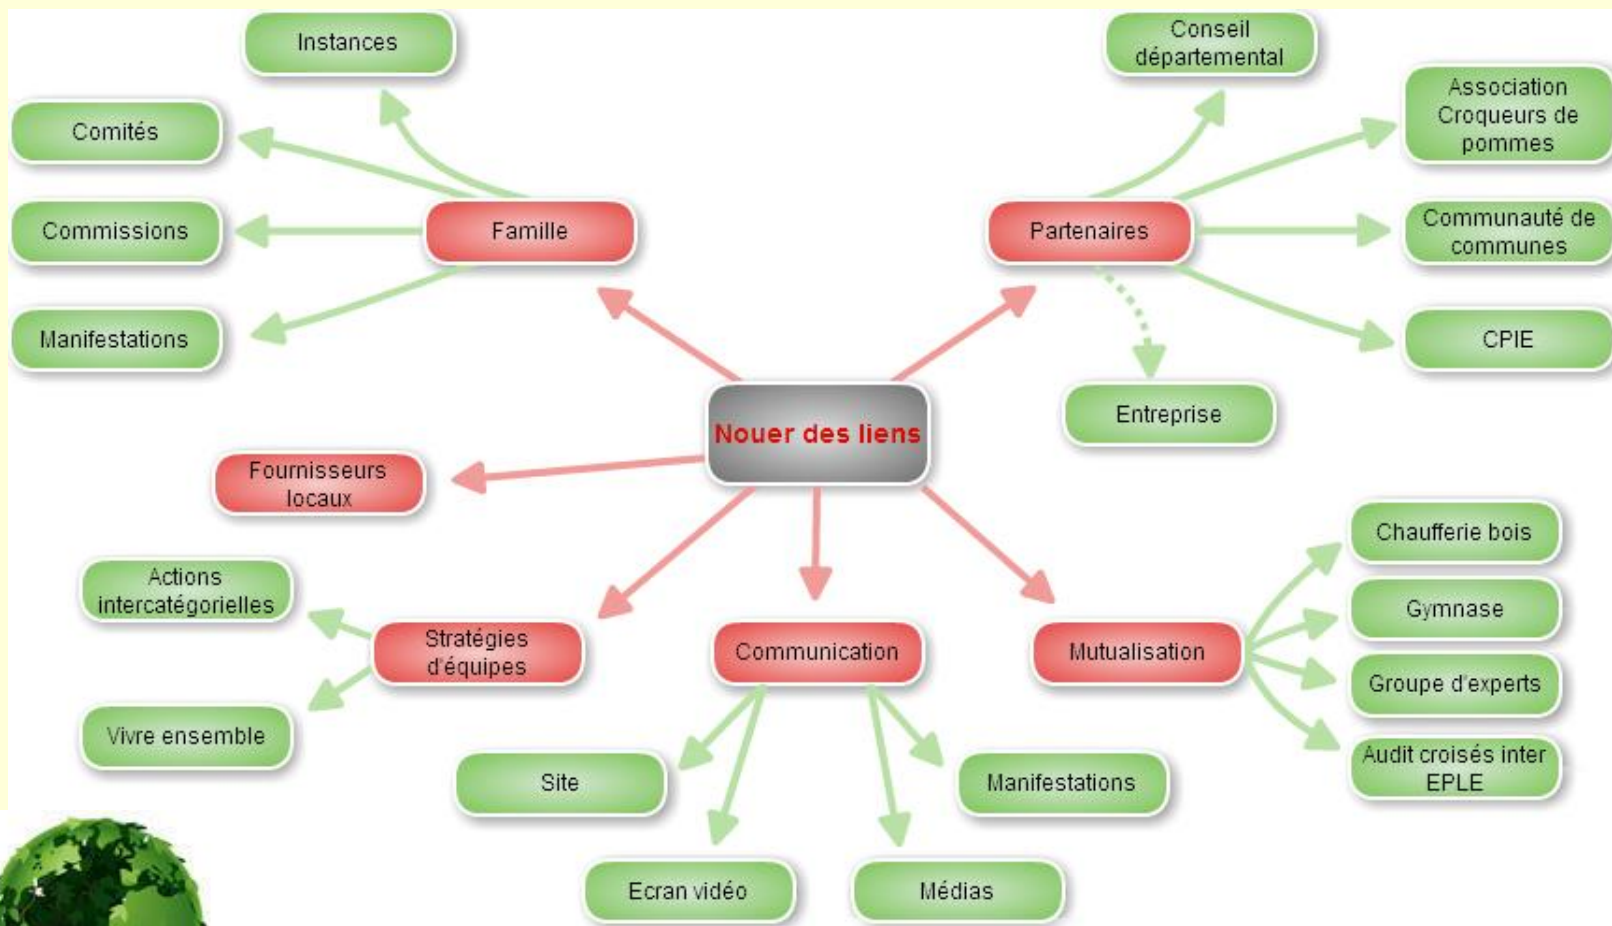 Instances
Conseil
départemental
Comités
Association
Croqueurs de
pommes
Commissions
Famille
Partenaires
Communauté de
communes
Manifestations
CPIE
Entreprise
Nouer des liens
Fournisseurs
locaux
Chaufferie bois
Actions
intercatégorielles
Gymnase
Stratégies
d'équipes
Communication
Mutualisation
Groupe d'experts
Vivre ensemble
Site
Manifestations
Audit croisés inter
EPLE
Ecran vidéo
Médias